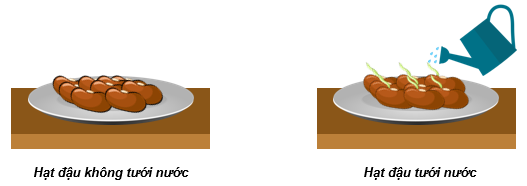 Hạt đậu không tưới nước
Hạt đậu tưới nước